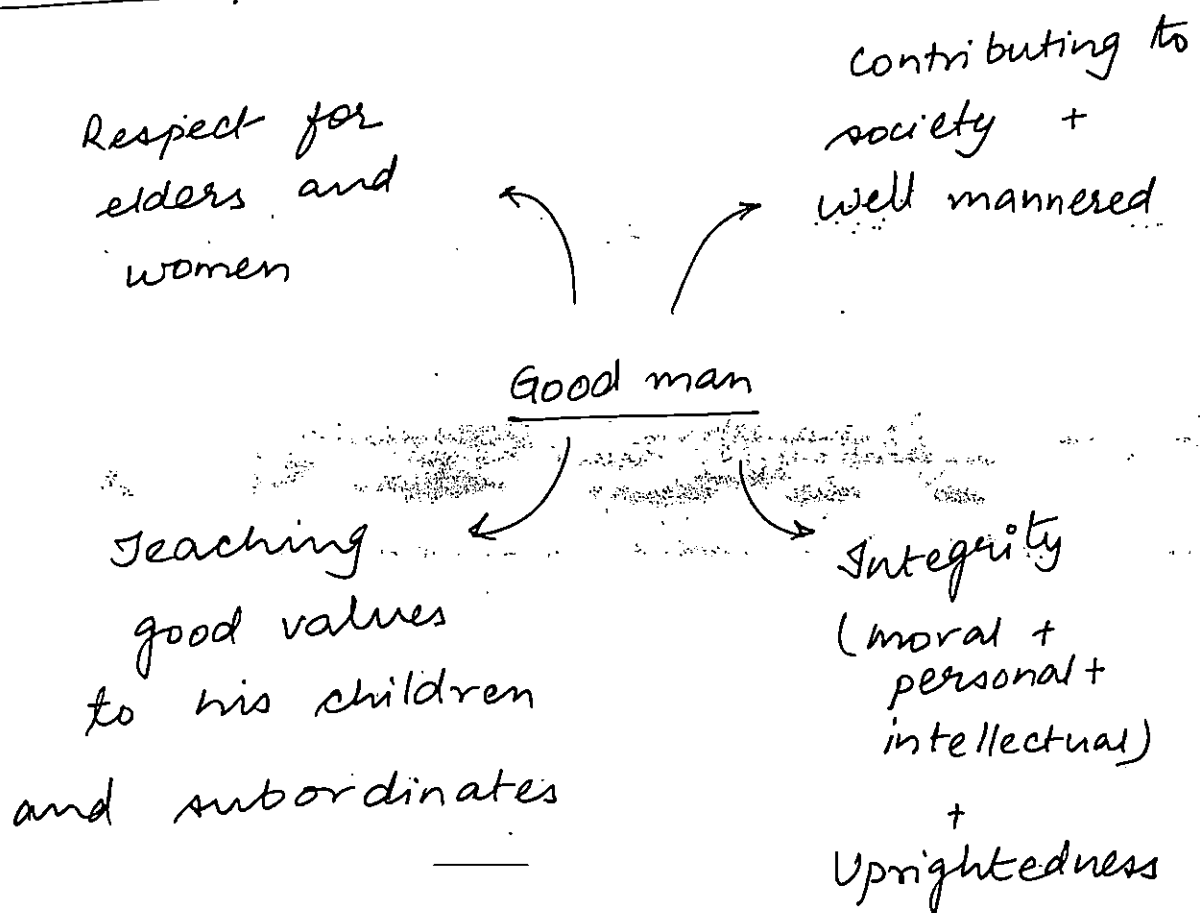 Respect for
elders and
women
Contributing to
society +
well mannered
Good man
Teaching
good values
to his children
and subordinates
Integrity
(moral +
personal +
intellectual)
+
Uprightedness